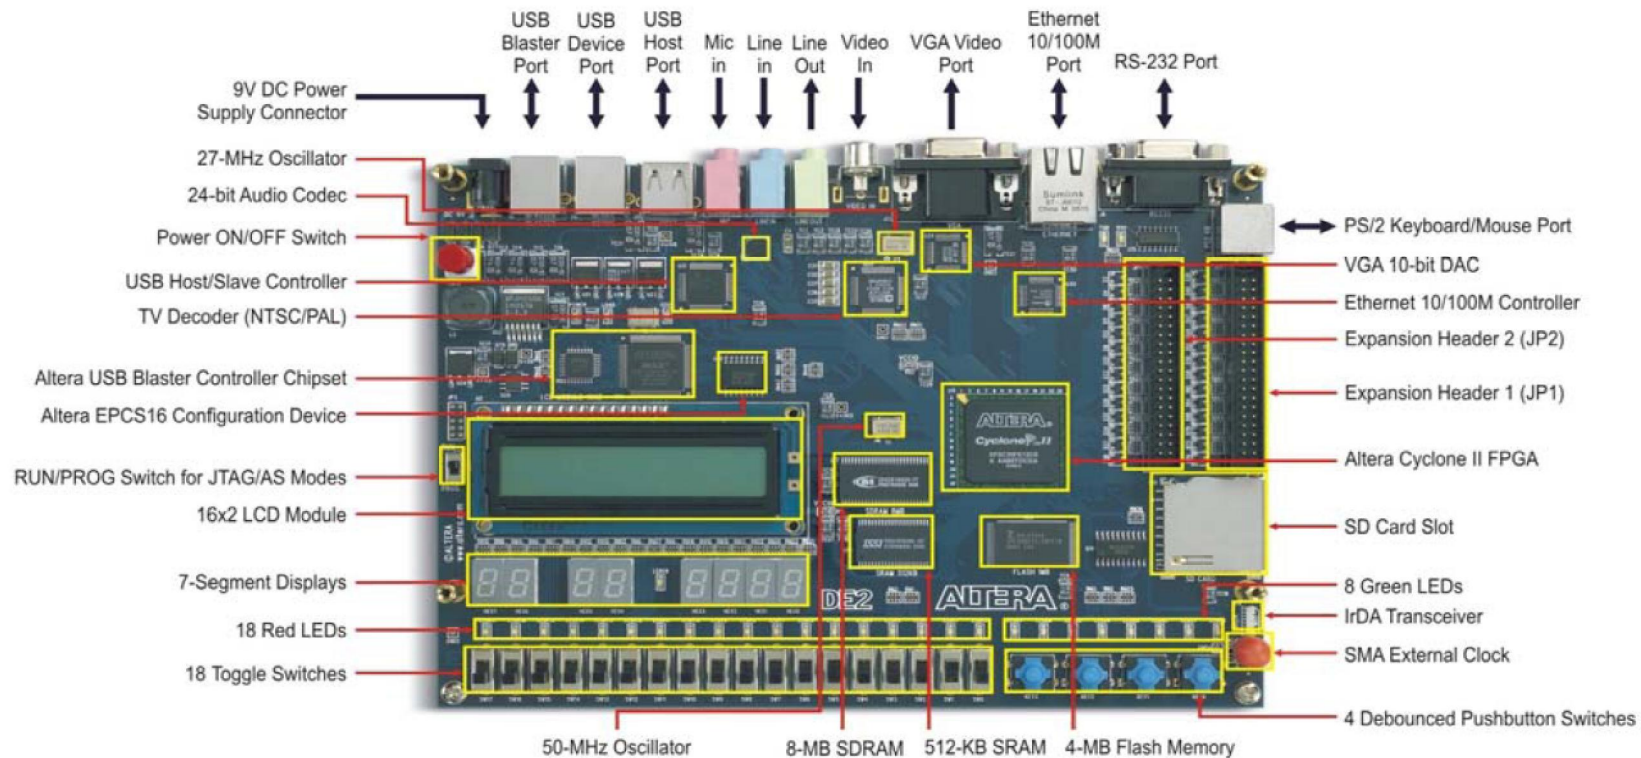 USB
Blaster
Port
USB
Device
Port
USB
Host
Port
Mic
in
Line
in
Line
Out
Video
In
VGA Video
Port
Ethernet
10/100M
Port
RS-232 Port
9V DC Power
Supply Connector
27-MHz Oscillator
24-bit Audio Codec
Power ON/OFF Switch
USB Host/Slave Controller
TV Decoder (NTSC/PAL)
Altera USB Blaster Controller Chipset
Altera EPCS16 Configuration Device
RUN/PROG Switch for JTAG/AS Modes
16x2 LCD Module
7-Segment Displays
18 Red LEDs
18 Toggle Switches
PS/2 Keyboard/Mouse Port
VGA 10-bit DAC
Ethernet 10/100M Controller
Expansion Header 2 (JP2)
Expansion Header 1 (JP1)
Altera Cyclone II FPGA
SD Card Slot
8 Green LEDs
IrDA Transceiver
SMA External Clock
4 Debounced Pushbutton Switches
50-MHz Oscillator
8-MB SDRAM
512-KB SRAM
4-MB Flash Memory
ALTERA®
Cyclone II
DE2
ALTERA®
©ALTERA
www.altera.com
SD CARD
VGA